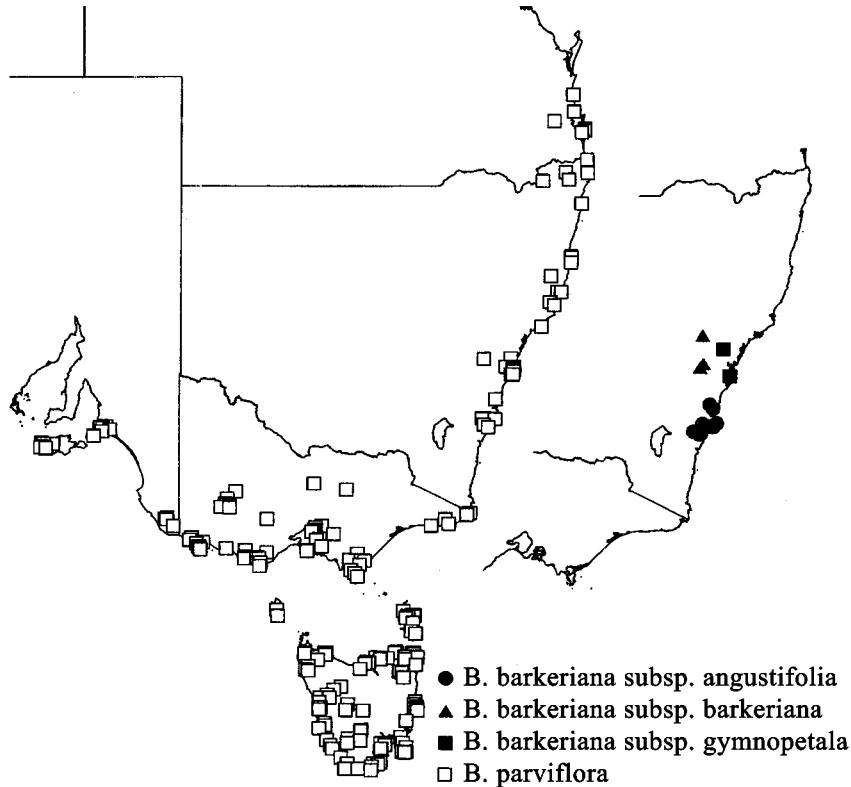 B. barkeriana subsp. angustifolia
B. barkeriana subsp. barkeriana
B. barkeriana subsp. gymnopetala
B. parviflora